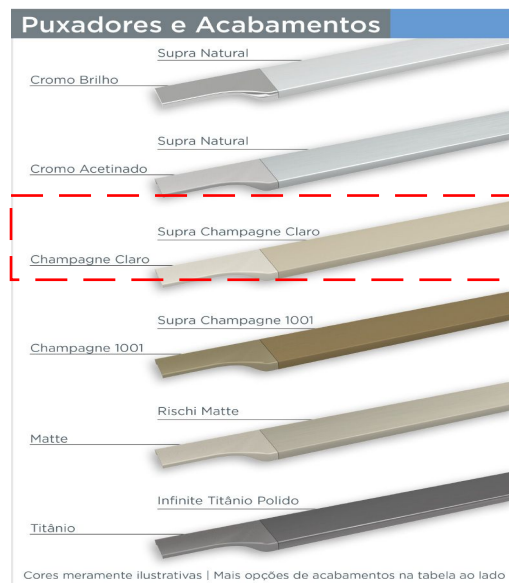 Puxadores e Acabamentos
Supra Natural
Cromo Brilho
Supra Natural
Cromo Acetinado
Supra Champagne Claro
Champagne Claro
Supra Champagne 1001
Champagne 1001
Rischi Matte
Matte
Infinite Titânio Polido
Titânio
Cores meramente ilustrativas | Mais opções de acabamentos na tabela ao lado